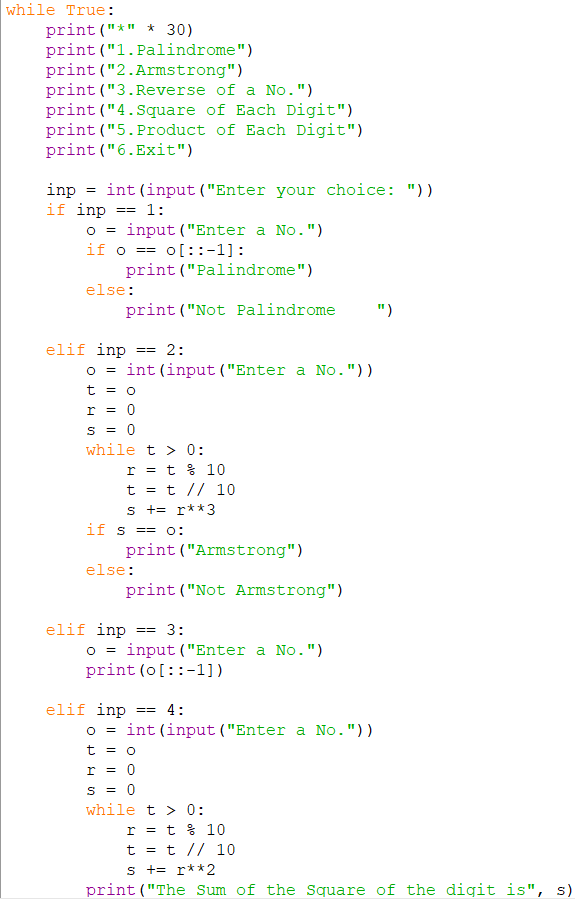 while True:
    print("*" * 30)
    print("1.Palindrome")
    print("2.Armstrong")
    print("3.Reverse of a No.")
    print("4.Square of Each Digit")
    print("5.Product of Each Digit")
    print("6.Exit")

    inp = int(input("Enter your choice: "))
    if inp == 1:
        o = input("Enter a No.")
        if o == o[::-1]:
            print("Palindrome")
        else:
            print("Not Palindrome    ")

    elif inp == 2:
        o = int(input("Enter a No."))
        t = o
        r = 0
        s = 0
        while t > 0:
            r = t % 10
            t = t // 10
            s += r**3
        if s == o:
            print("Armstrong")
        else:
            print("Not Armstrong")

    elif inp == 3:
        o = input("Enter a No.")
        print(o[::-1])

    elif inp == 4:
        o = int(input("Enter a No."))
        t = o
        r = 0
        s = 0
        while t > 0:
            r = t % 10
            t = t // 10
            s += r**2
        print("The Sum of the Square of the digit is", s)